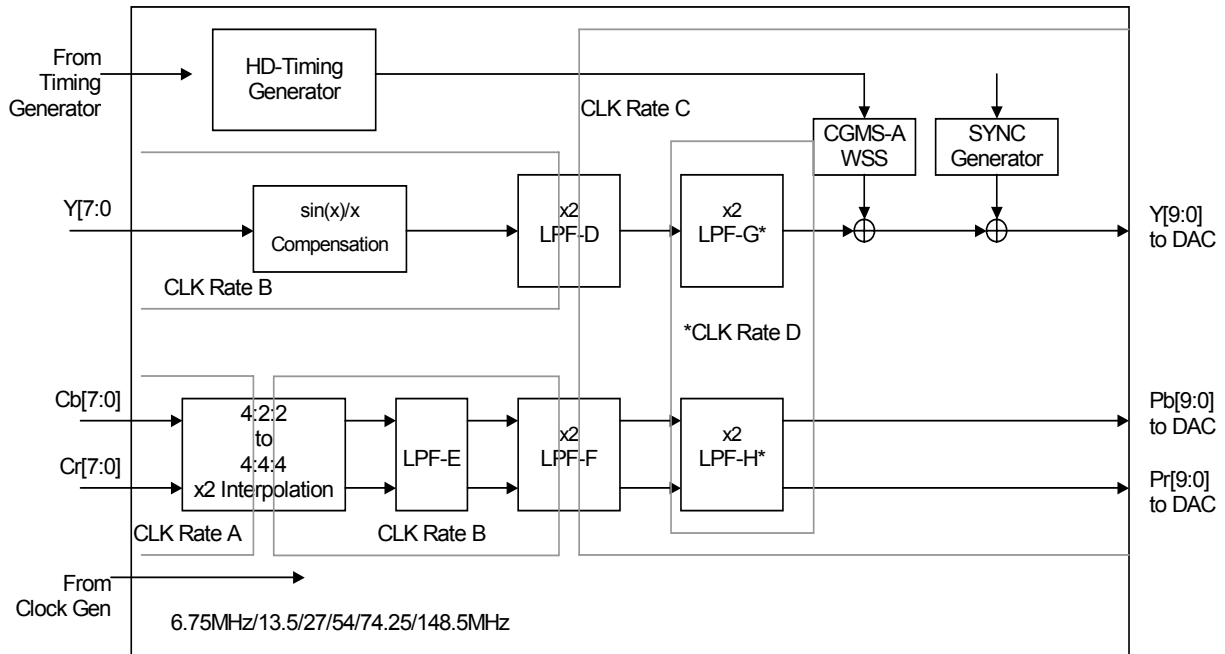 From
Timing
Generator
HD-Timing
Generator
CLK Rate C
CGMS-A
WSS
SYNC
Generator
Y[7:0
sin(x)/x
Compensation
x2
LPF-D
x2
LPF-G*
Y[9:0]
to DAC
CLK Rate B
*CLK Rate D
Cb[7:0]
Cr[7:0]
4:2:2
to
4:4:4
x2 Interpolation
LPF-E
x2
LPF-F
x2
LPF-H*
Pb[9:0]
to DAC
Pr[9:0]
to DAC
CLK Rate A
CLK Rate B
From
Clock Gen
6.75MHz/13.5/27/54/74.25/148.5MHz